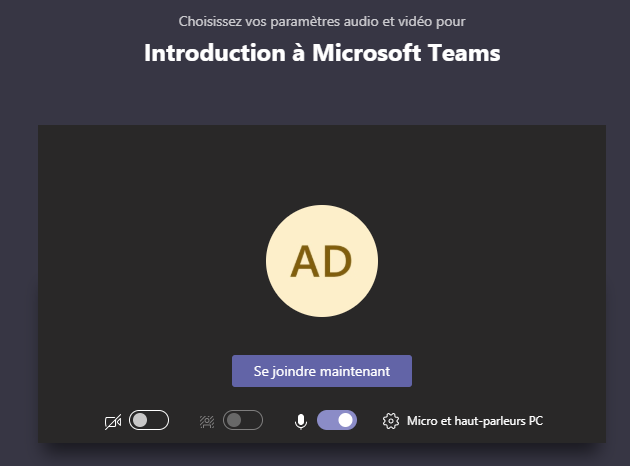 Choisissez vos paramètres audio et vidéo pour
Introduction à Microsoft Teams
AD
Se joindre maintenant
Micro et haut-parleurs PC